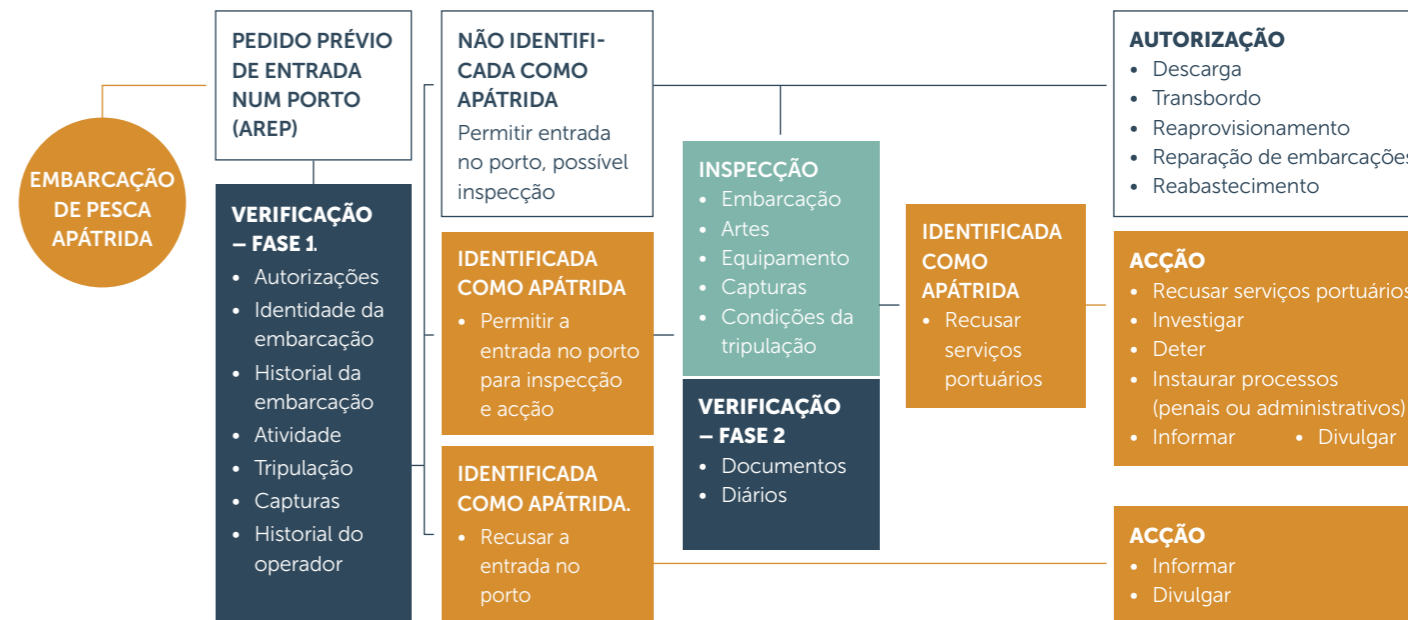 EMBARCAÇÃO
DE PESCA
APÁTRIDA
PEDIDO PRÉVIO
DE ENTRADA
NUM PORTO
(AREP)
VERIFICAÇÃO
– FASE 1.
• Autorizações
• Identidade da
embarcação
• Historial da
embarcação
• Atividade
• Tripulação
• Capturas
• Historial do
operador
NÃO IDENTIFI-
CADA COMO
APÁTRIDA
Permitir entrada
no porto, possível
inspecção
IDENTIFICADA
COMO APÁTRIDA
• Permitir a
entrada no porto
para inspecção
e acção
IDENTIFICADA
COMO APÁTRIDA.
• Recusar a
entrada no
porto
INSPECÇÃO
• Embarcação
• Artes
• Equipamento
• Capturas
• Condições da
tripulação
VERIFICAÇÃO
– FASE 2
• Documentos
• Diários
IDENTIFICADA
COMO
APÁTRIDA
• Recusar
serviços
portuários
AUTORIZAÇÃO
• Descarga
• Transbordo
• Reaprovisionamento
• Reparação de embarcações
• Reabastecimento
ACÇÃO
• Recusar serviços portuários
• Investigar
• Deter
• Instaurar processos
(penais ou administrativos)
• Informar • Divulgar
ACÇÃO
• Informar
• Divulgar